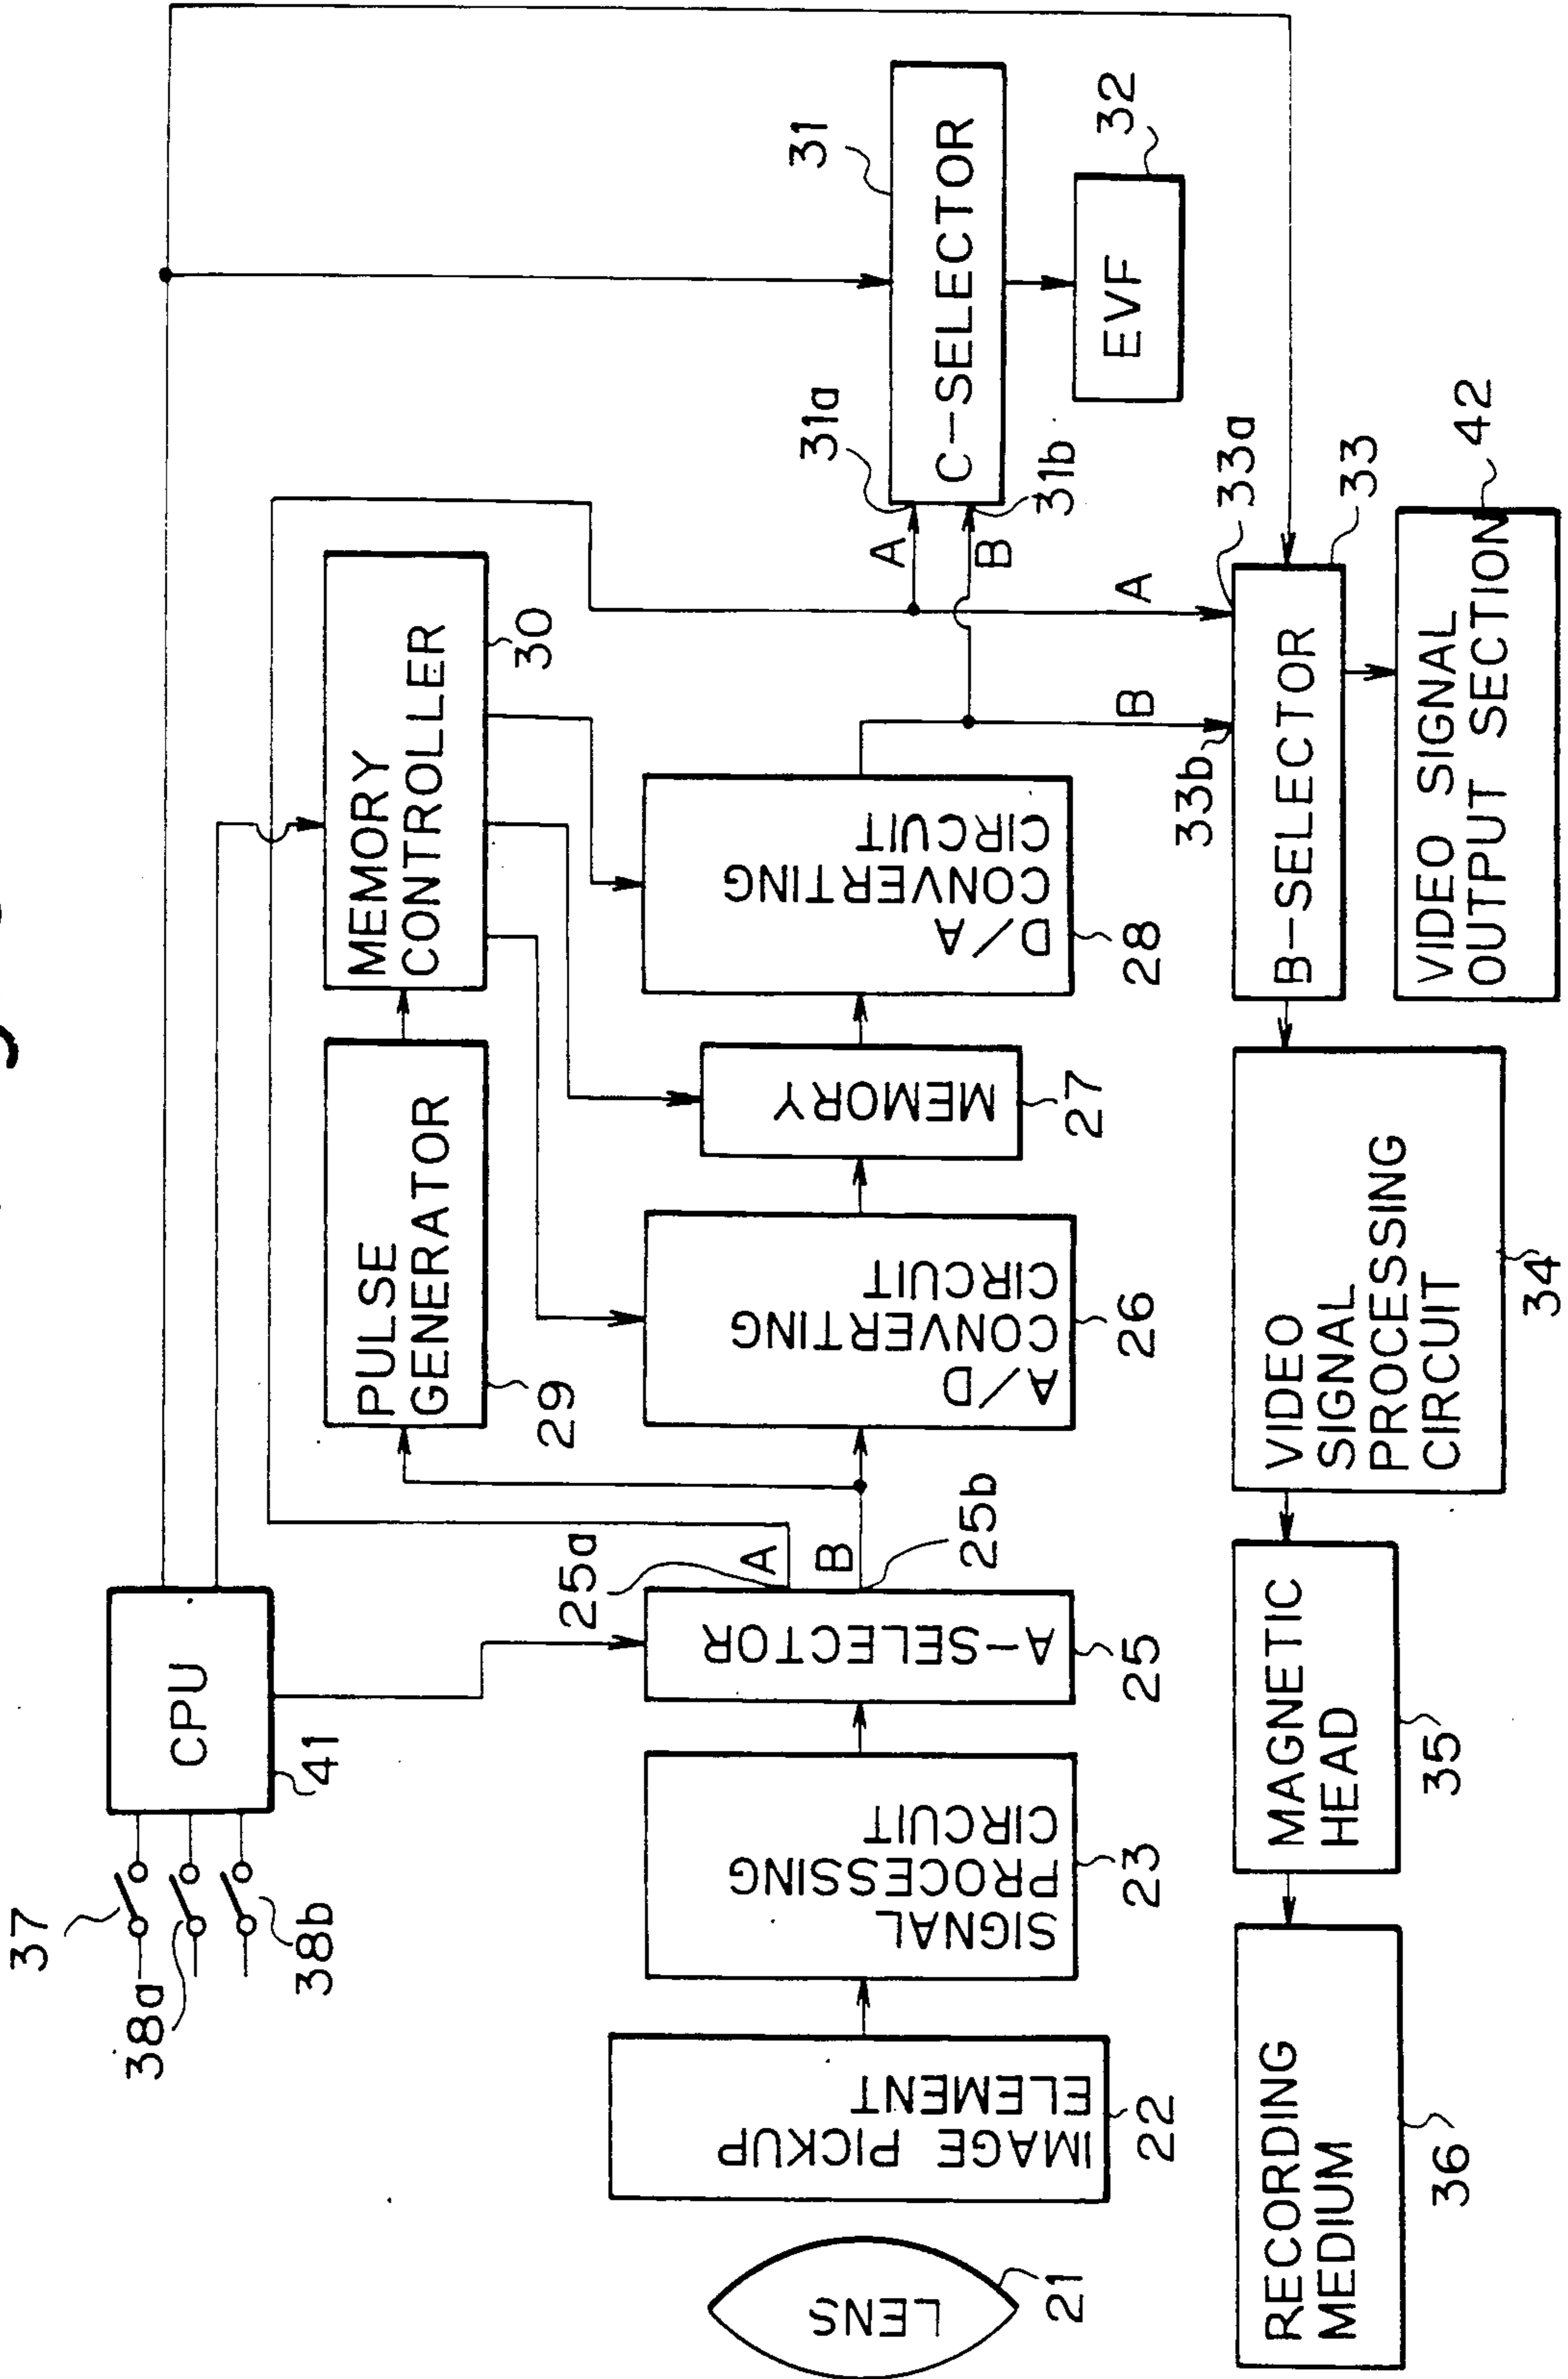 37
38a
38b
CPU
41
PULSE
GENERATOR
29
MEMORY
CONTROLLER
30
LENS
21
IMAGE PICKUP
ELEMENT
22
SIGNAL
PROCESSING
CIRCUIT
23
A-SELECTOR
25
25a
A
B
25b
A/D
CONVERTING
CIRCUIT
26
MEMORY
27
D/A
CONVERTING
CIRCUIT
28
31a
A
B
31b
C-SELECTOR
31
EVF
32
B
A
33b
33a
B-SELECTOR
33
VIDEO SIGNAL
OUTPUT SECTION
42
VIDEO
SIGNAL
PROCESSING
CIRCUIT
34
MAGNETIC
HEAD
35
RECORDING
MEDIUM
36